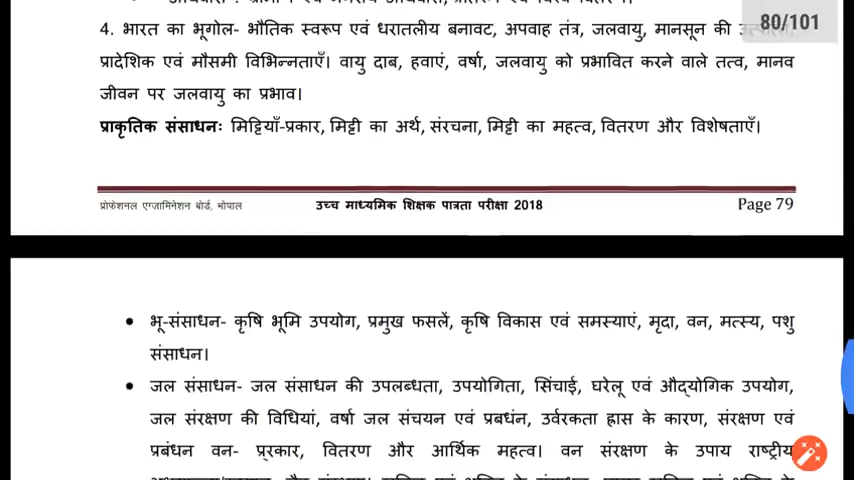 80/101
4. भारत का भूगोल- भौतिक स्वरूप एवं धरातलीय बनावट, अपवाह तंत्र, जलवायु, मानसून की
प्रादेशिक एवं मौसमी विभिन्नताएँ। वायु दाब, हवाएं, वर्षा, जलवायु को प्रभावित करने वाले तत्व, मानव
जीवन पर जलवायु का प्रभाव।
प्राकृतिक संसाधनः मिट्टियाँ-प्रकार, मिट्टी का अर्थ, संरचना, मिट्टी का महत्व, वितरण और विशेषताएँ।
प्रोफेशनल एग्जामिनेशन बोर्ड, भोपाल उच्च माध्यमिक शिक्षक पात्रता परीक्षा 2018 Page 79
• भू-संसाधन- कृषि भूमि उपयोग, प्रमुख फसलें, कृषि विकास एवं समस्याएं, मृदा, वन, मत्स्य, पशु
संसाधन।
• जल संसाधन- जल संसाधन की उपलब्धता, उपयोगिता, सिंचाई, घरेलू एवं औद्योगिक उपयोग,
जल संरक्षण की विधियां, वर्षा जल संचयन एवं प्रबधंन, उर्वरकता ह्रास के कारण, संरक्षण एवं
प्रबंधन वन- प्र्रकार, वितरण और आर्थिक महत्व। वन संरक्षण के उपाय राष्ट्रीय